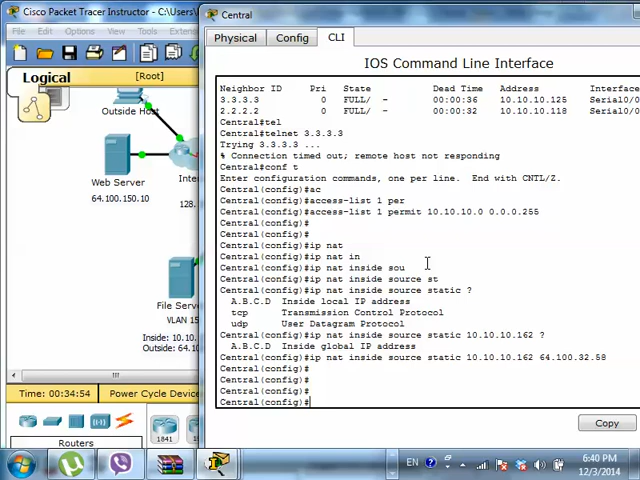 Cisco Packet Tracer Instructor - C:\Users\
File Edit Options View Tools Extens
Logical
[Root]
Outside Host
Web Server
64.100.150.10
Inter
128.
File Serv
VLAN 15
Inside: 10.10.
Outside: 64.10
Time: 00:34:54
Power Cycle Device
Routers
1841
Central
Physical
Config
CLI
IOS Command Line Interface
Neighbor ID Pri State Dead Time Address Interface
3.3.3.3 0 FULL/ - 00:00:36 10.10.10.125 Serial0/
2.2.2.2 0 FULL/ - 00:00:32 10.10.10.118 Serial0/
Central#tel
Central#telnet 3.3.3.3
Trying 3.3.3.3 ...
% Connection timed out; remote host not responding
Central#conf t
Enter configuration commands, one per line. End with CNTL/Z.
Central(config)#ac
Central(config)#access-list 1 per
Central(config)#access-list 1 permit 10.10.10.0 0.0.0.255
Central(config)#
Central(config)#
Central(config)#ip nat
Central(config)#ip nat in
Central(config)#ip nat inside sou
Central(config)#ip nat inside source st
Central(config)#ip nat inside source static ?
A.B.C.D Inside local IP address
tcp Transmission Control Protocol
udp User Datagram Protocol
Central(config)#ip nat inside source static 10.10.10.162 ?
A.B.C.D Inside global IP address
Central(config)#ip nat inside source static 10.10.10.162 64.100.32.58
Central(config)#
Central(config)#
Central(config)#
Central(config)#
Copy
EN
6:40 PM
12/3/2014